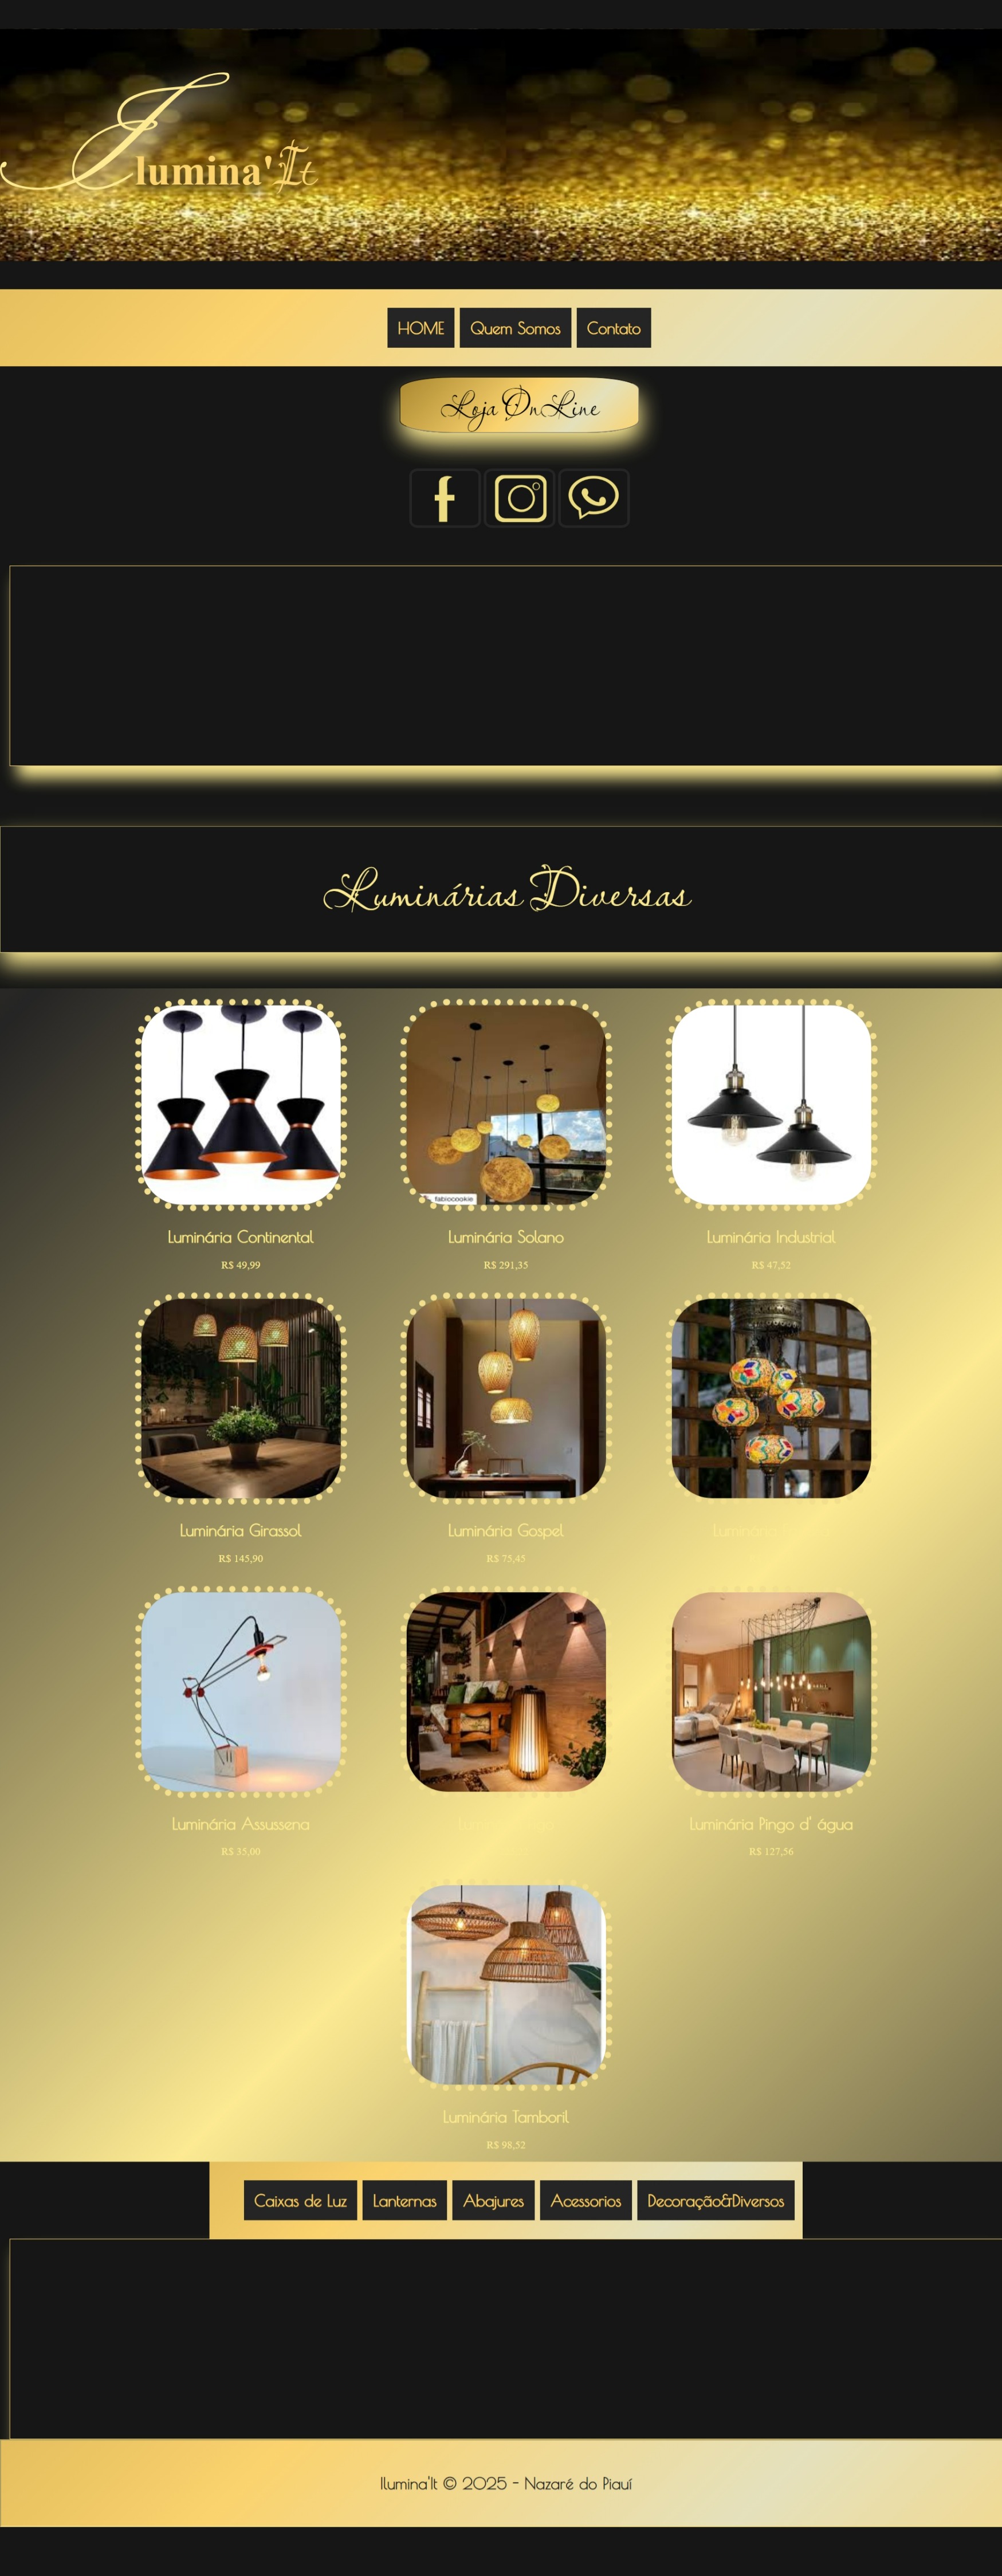 Ilumina'It
HOME Quem Somos Contato
Loja OnLine
Luminárias Diversas
fabiocookie
Luminária Continental Luminária Solano Luminária Industrial
R$ 49,99 R$ 291,35 R$ 47,52
Luminária Girassol Luminária Gospel Luminária
R$ 145,90 R$ 75,45
Luminária Assussena Luminária Pingo d' água
R$ 35,00 R$ 127,56
Luminária Tamboril
R$ 98,52
Caixas de Luz Lanternas Abajures Acessorios Decoração&Diversos
Ilumina'It © 2025 - Nazaré do Piauí